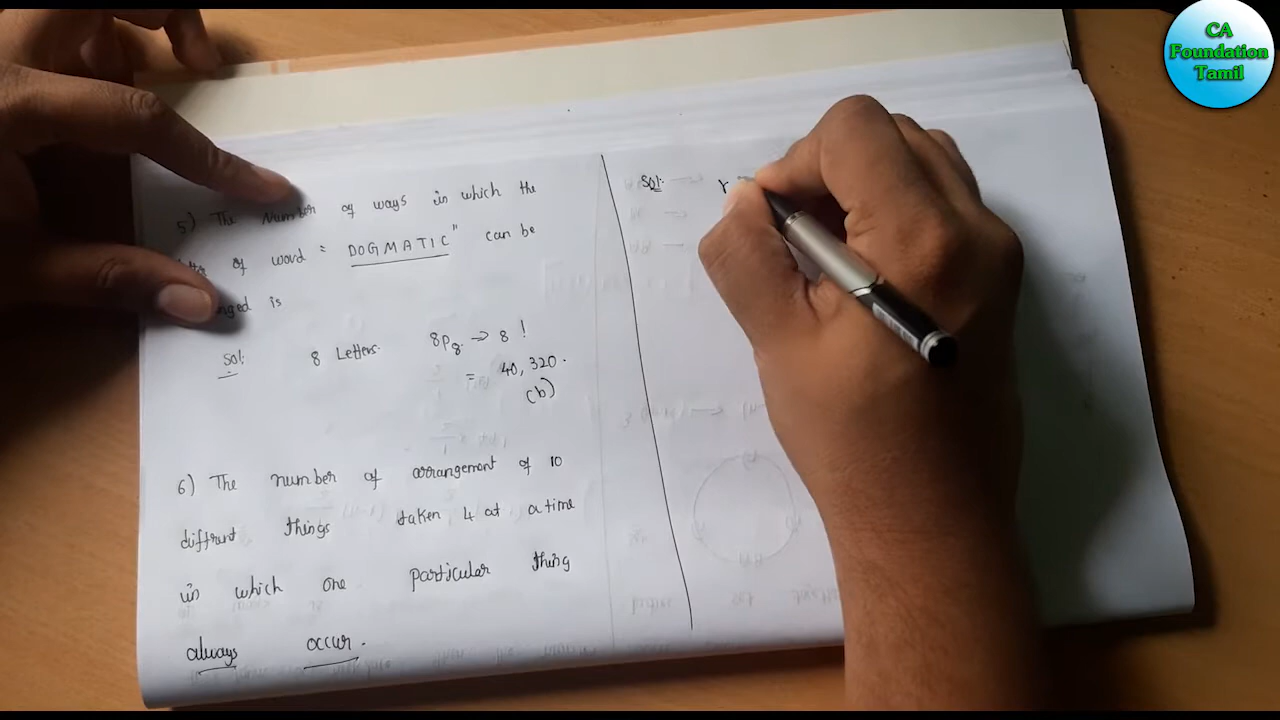 CA
Foundation
Tamil
5) The Number of ways in which the
of word " DOGMATIC" can be
is
Sol: 8 Letters. 8P8. → 8 !
= 40,320.
(b)
6) The number of arrangement of 10
diffrent things taken 4 at a time
in which one particular thing
always occur.
Sol:
r